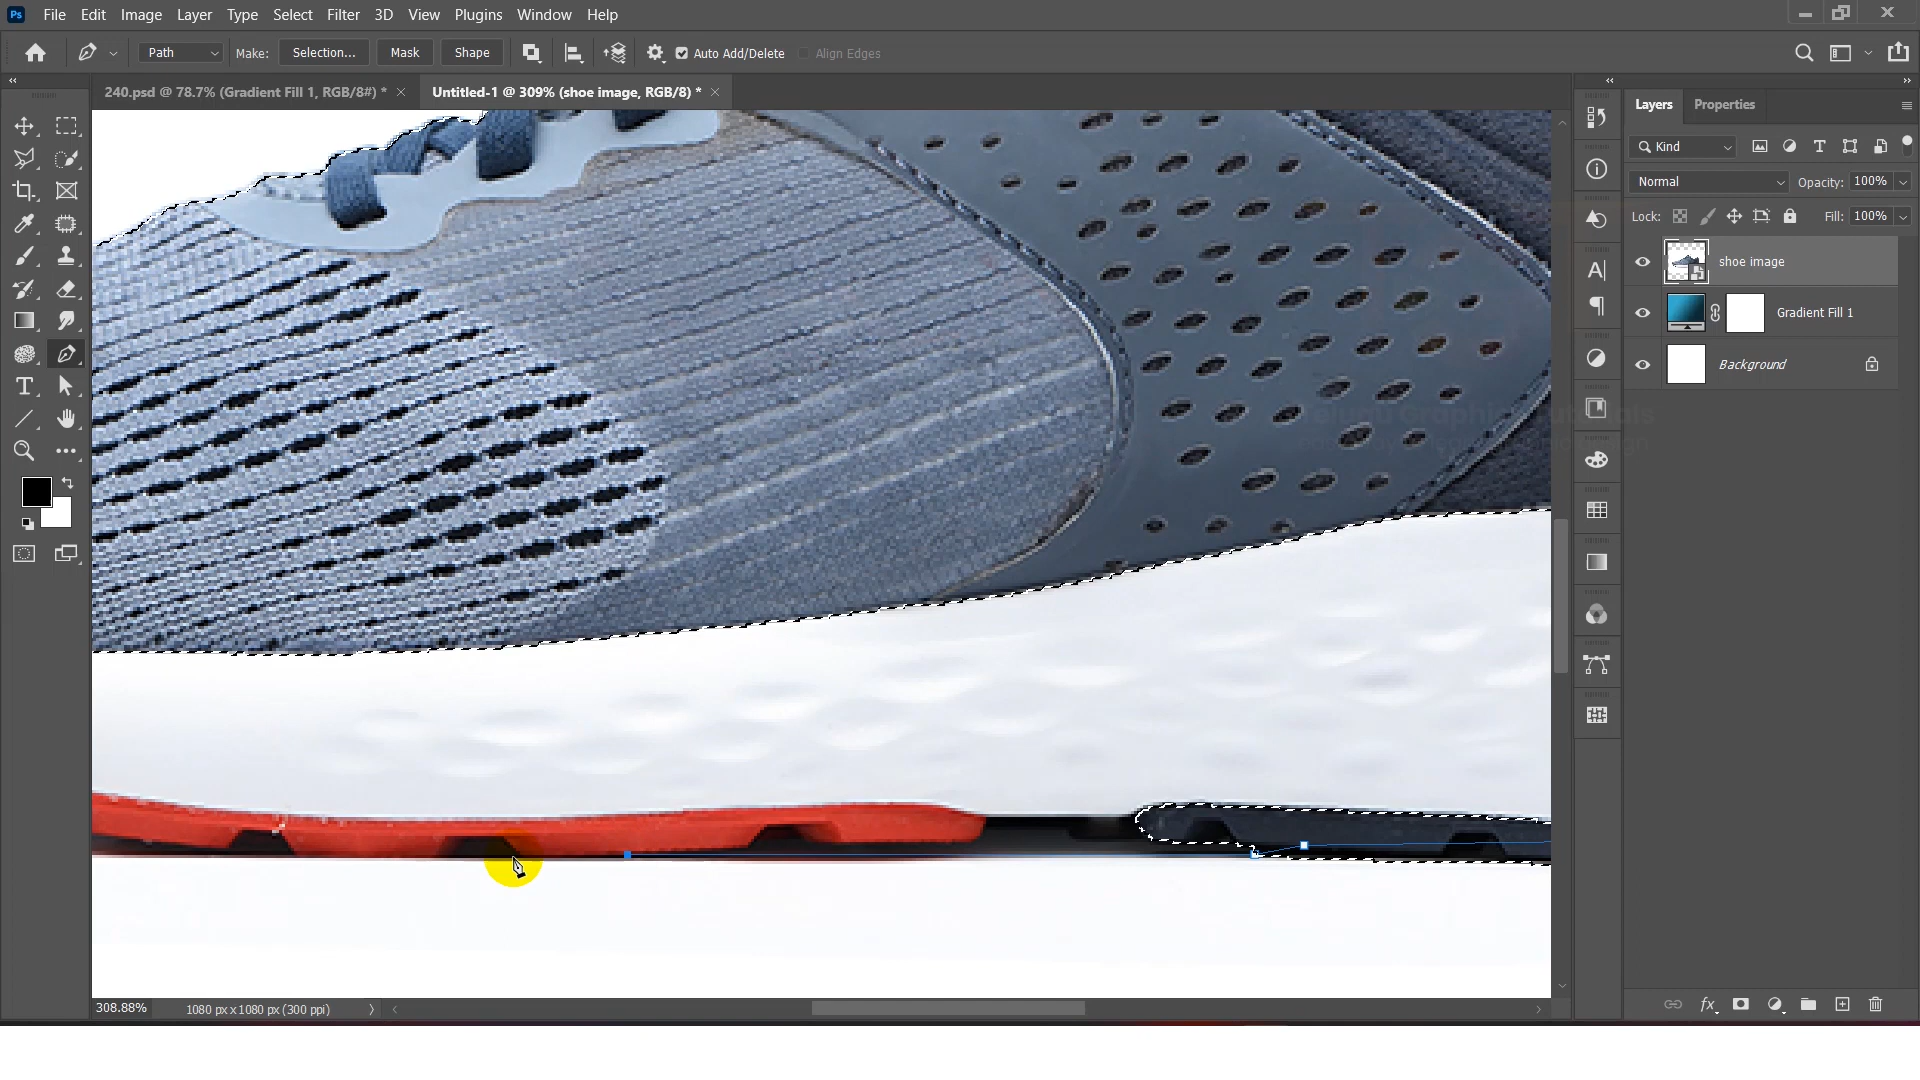 Ps File Edit Image Layer Type Select Filter 3D View Plugins Window Help
Path Make: Selection... Mask Shape Auto Add/Delete Align Edges
240.psd @ 78.7% (Gradient Fill 1, RGB/8#) * Untitled-1 @ 309% (shoe image, RGB/8) *
Layers Properties
Kind
Normal Opacity: 100%
Lock: Fill: 100%
shoe image
Gradient Fill 1
Background
308.88% 1080 px x 1080 px (300 ppi)